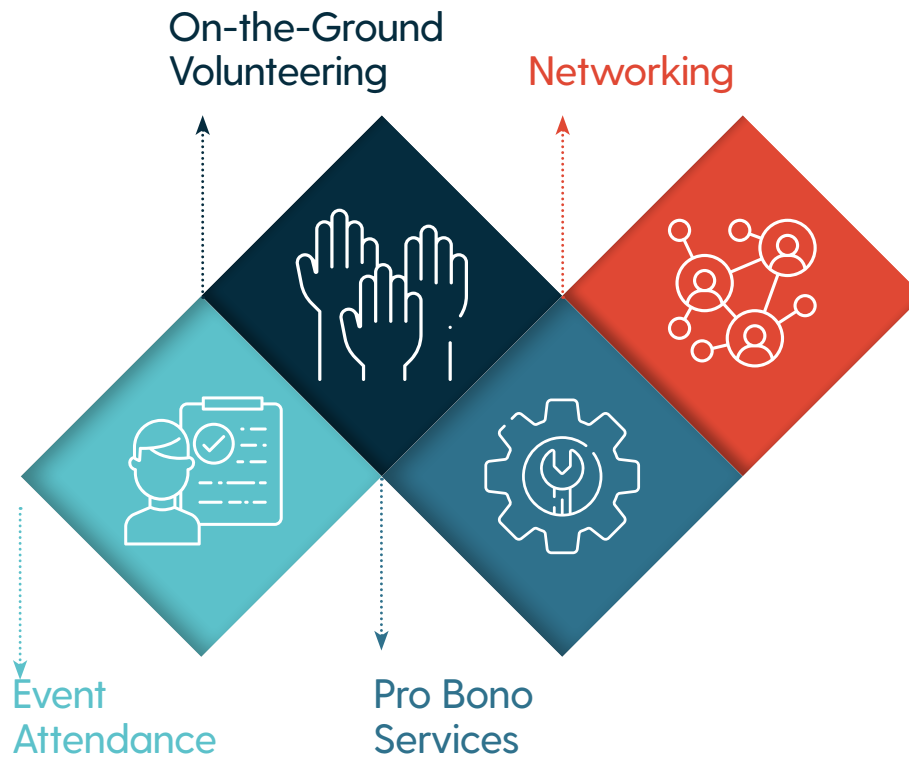 On-the-Ground
Volunteering
Networking
Event
Attendance
Pro Bono
Services